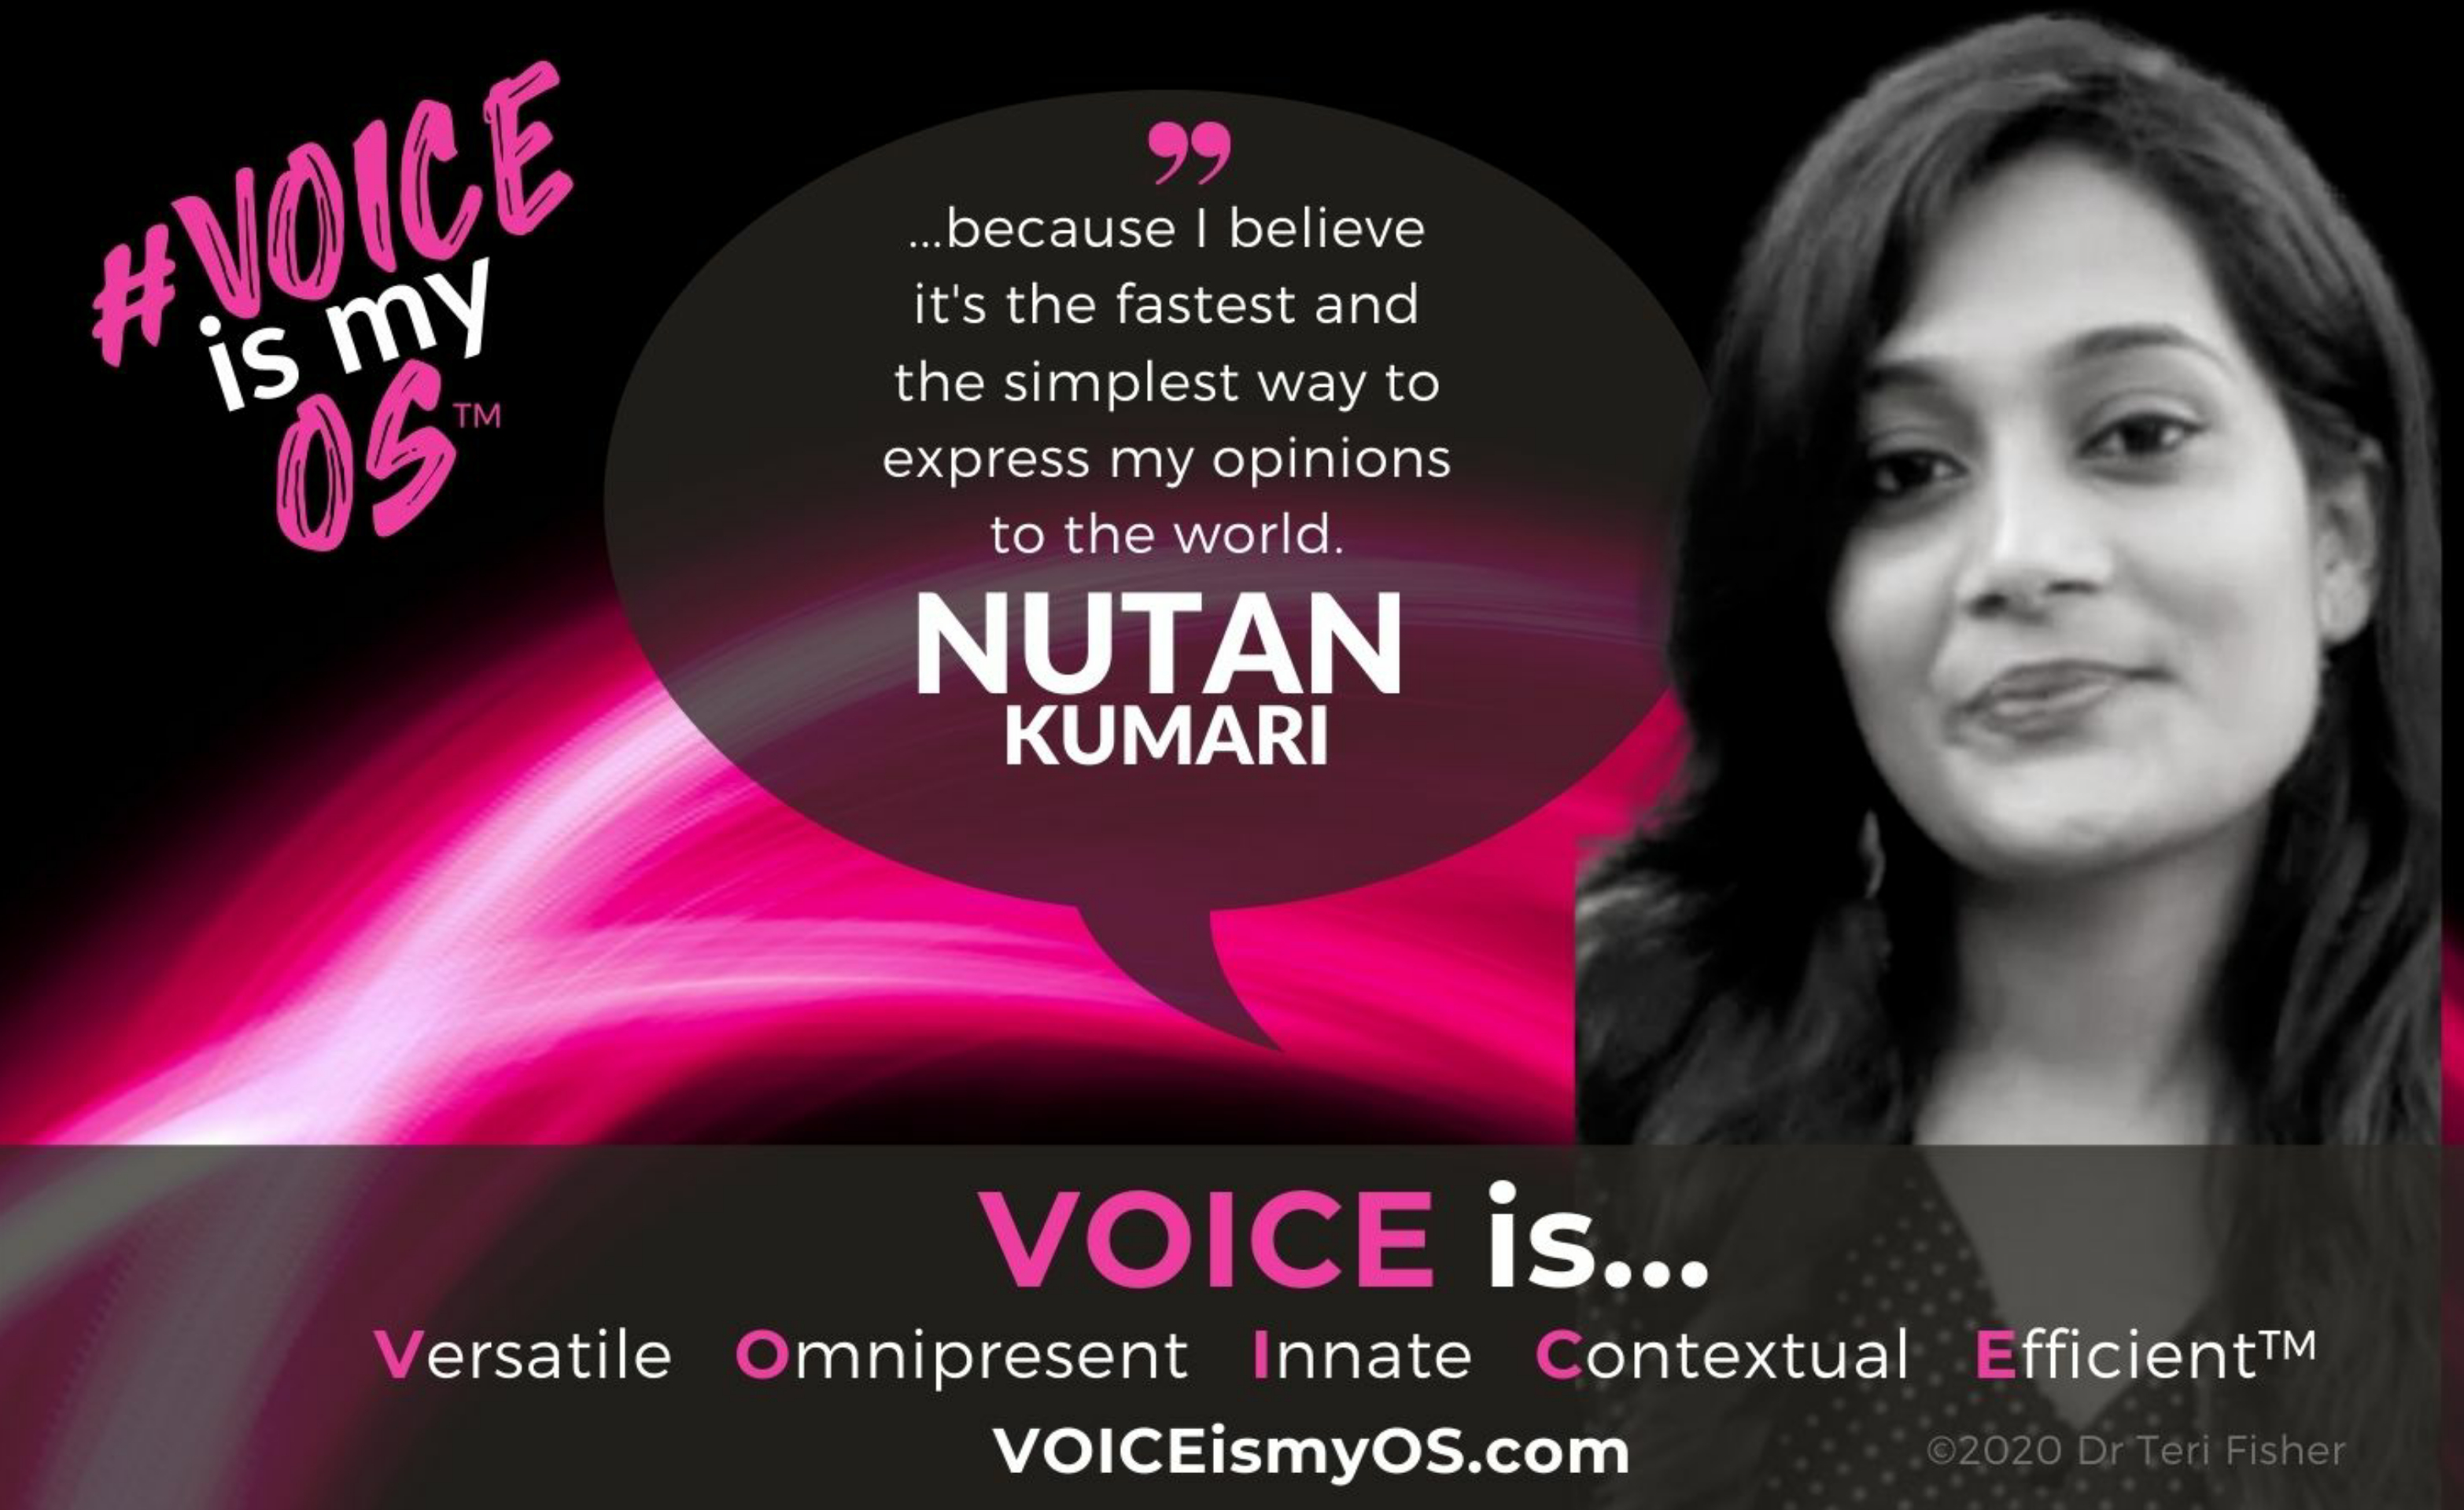 #VOICE
is my
OS™
”
...because I believe
it's the fastest and
the simplest way to
express my opinions
to the world.
NUTAN
KUMARI
VOICE is...
Versatile Omnipresent Innate Contextual Efficient™
VOICEismyOS.com
©2020 Dr Teri Fisher